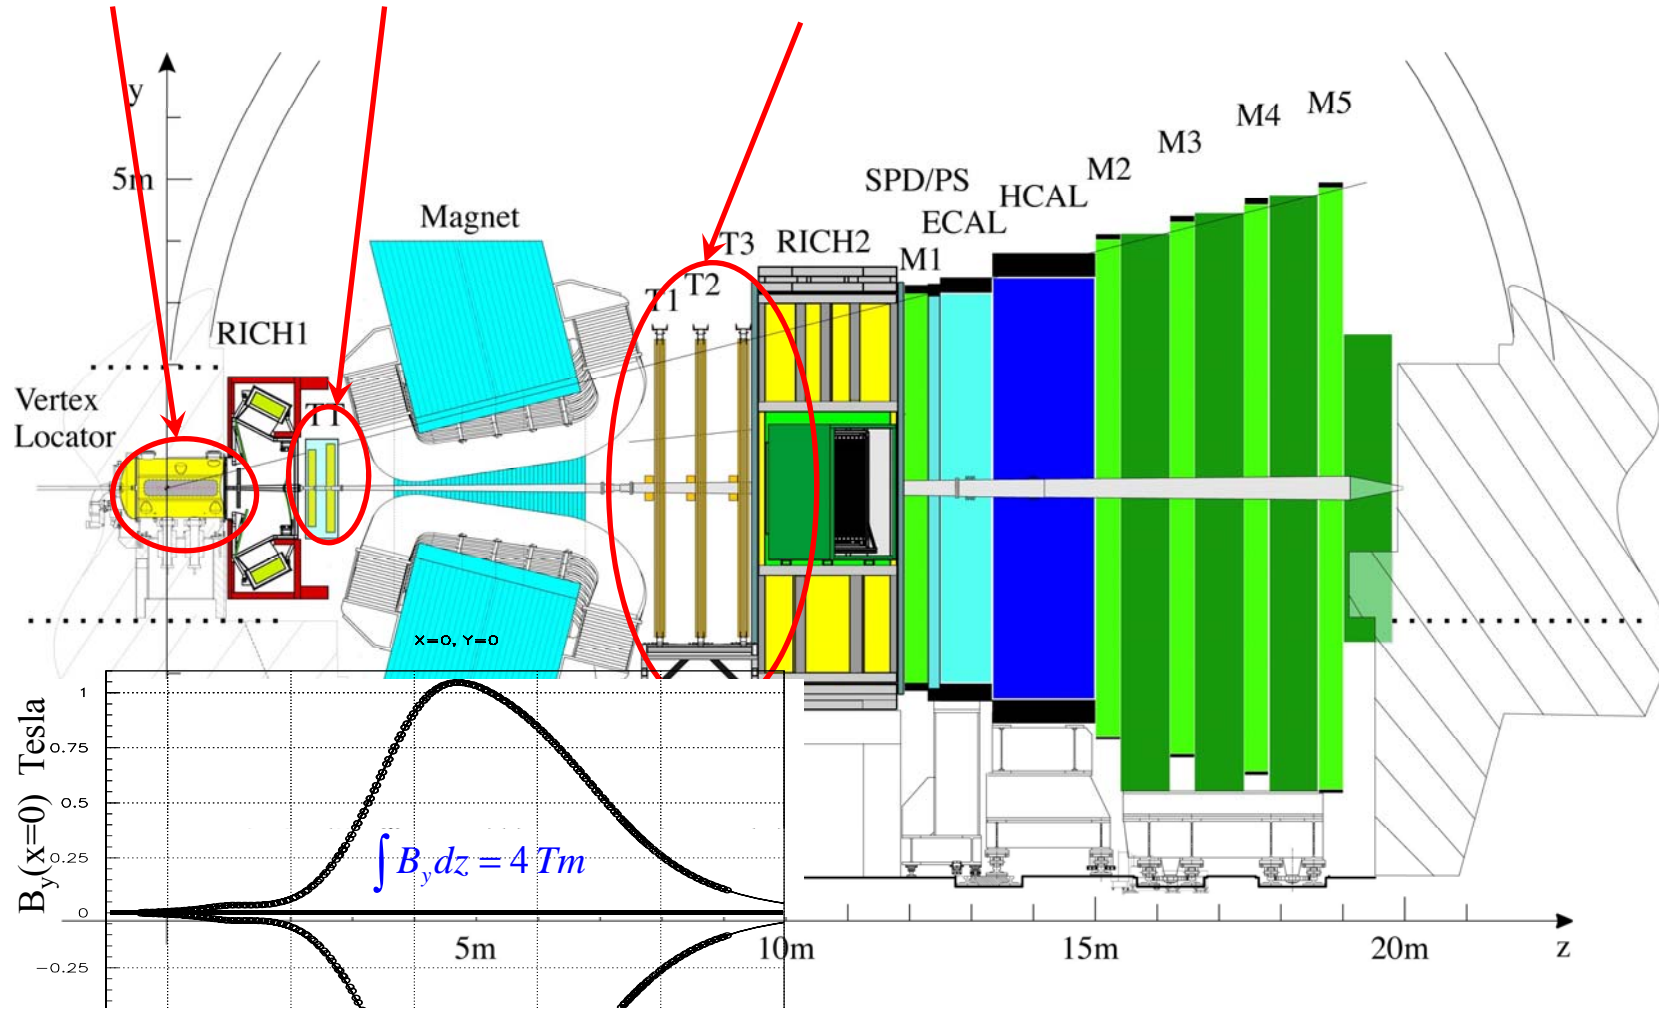 y
5m
Vertex
Locator
RICH1
TT
Magnet
T1
T2
T3
RICH2
M1
SPD/PS
ECAL
HCAL
M2
M3
M4
M5
X=0, Y=0
B_y(x=0) Tesla
1
0.75
0.5
0.25
0
−0.25
∫ B_y dz = 4 Tm
5m
10m
15m
20m
z